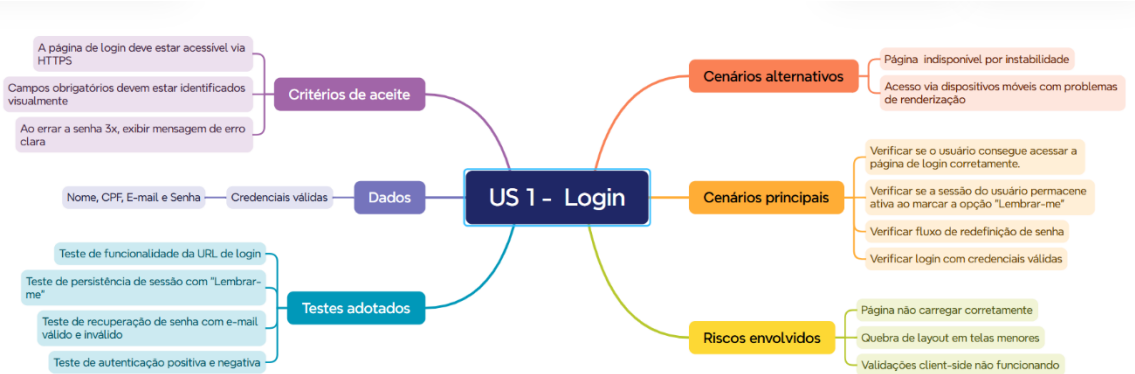 US 1 - Login
Critérios de aceite
A página de login deve estar acessível via
HTTPS
Campos obrigatórios devem estar identificados
visualmente
Ao errar a senha 3x, exibir mensagem de erro
clara
Dados
Credenciais válidas
Nome, CPF, E-mail e Senha
Testes adotados
Teste de funcionalidade da URL de login
Teste de persistência de sessão com "Lembrar-
me"
Teste de recuperação de senha com e-mail
válido e inválido
Teste de autenticação positiva e negativa
Cenários alternativos
Página indisponível por instabilidade
Acesso via dispositivos móveis com problemas
de renderização
Cenários principais
Verificar se o usuário consegue acessar a
página de login corretamente.
Verificar se a sessão do usuário permacene
ativa ao marcar a opção "Lembrar-me"
Verificar fluxo de redefinição de senha
Verificar login com credenciais válidas
Riscos envolvidos
Página não carregar corretamente
Quebra de layout em telas menores
Validações client-side não funcionando